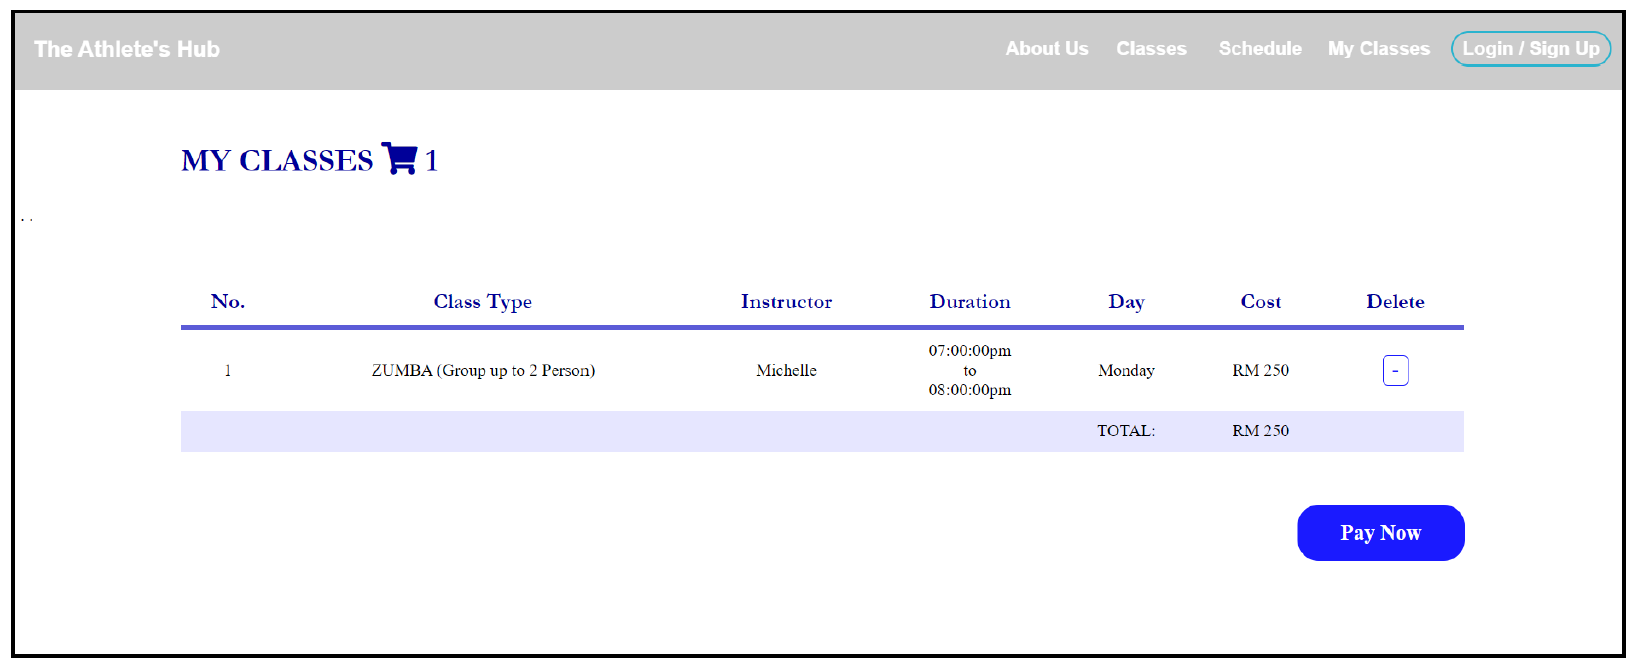 The Athlete's Hub About Us Classes Schedule My Classes Login / Sign Up
MY CLASSES 1
. .
No. Class Type Instructor Duration Day Cost Delete
1 ZUMBA (Group up to 2 Person) Michelle 07:00:00pm to 08:00:00pm Monday RM 250 -
TOTAL: RM 250
Pay Now